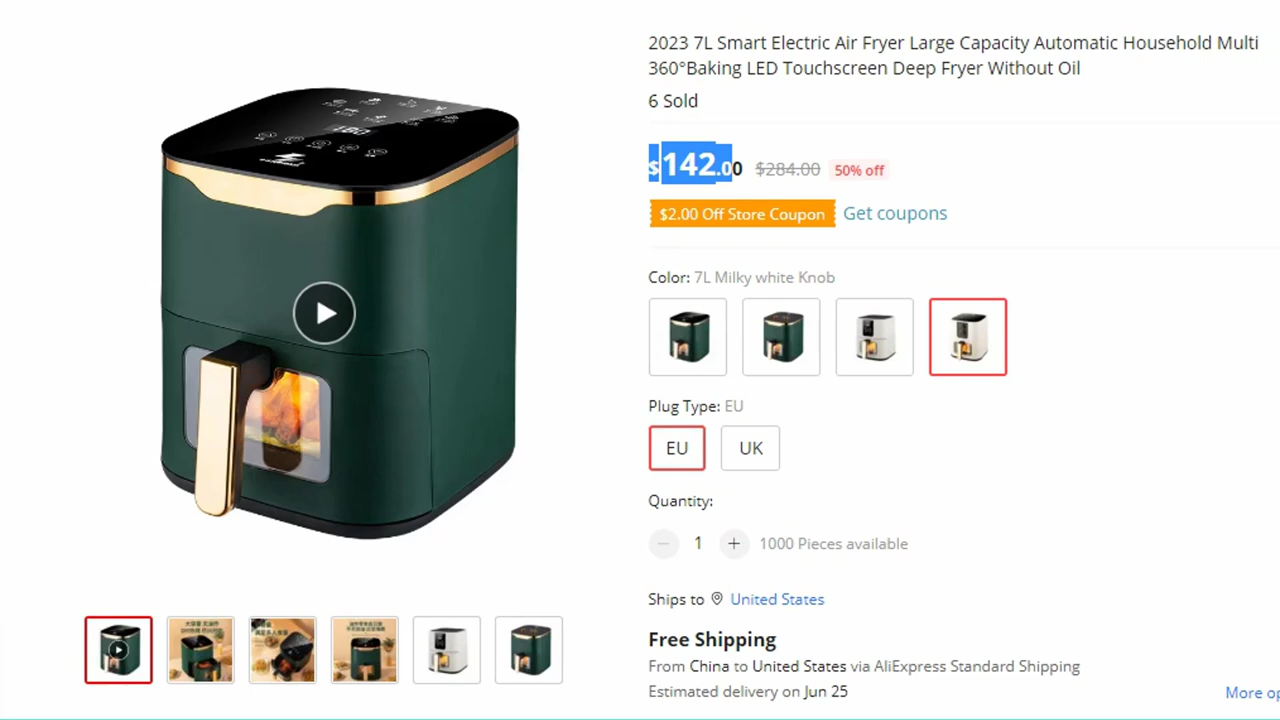 2023 7L Smart Electric Air Fryer Large Capacity Automatic Household Multi
360°Baking LED Touchscreen Deep Fryer Without Oil
6 Sold
$142.00 $284.00 50% off
$2.00 Off Store Coupon Get coupons
Color: 7L Milky white Knob
Plug Type: EU
EU UK
Quantity:
1 1000 Pieces available
Ships to United States
Free Shipping
From China to United States via AliExpress Standard Shipping
Estimated delivery on Jun 25
More op
180